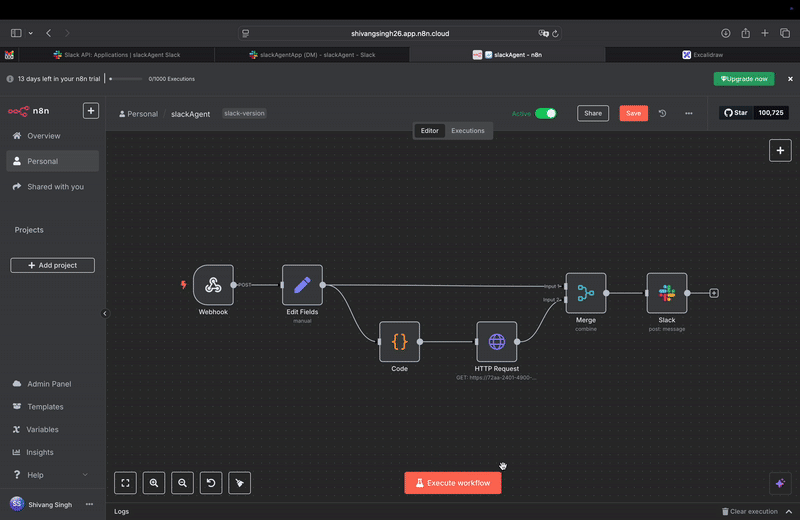 shivangsingh26.app.n8n.cloud
Slack API: Applications | slackAgent Slack
slackAgentApp (DM) - slackAgent - Slack
slackAgent - n8n
Excalidraw
13 days left in your n8n trial
0/1000 Executions
Upgrade now
n8n
Personal / slackAgent
slack-version
Active
Share
Save
Star
100,725
Editor
Executions
Overview
Personal
Shared with you
Projects
+ Add project
Admin Panel
Templates
Variables
Insights
Help
SS
Shivang Singh
Webhook
POST
Edit Fields
manual
Code
HTTP Request
GET: https://72aa-2401-4900-...
Input 1
Input 2
Merge
combine
Slack
post: message
Execute workflow
Logs
Clear execution